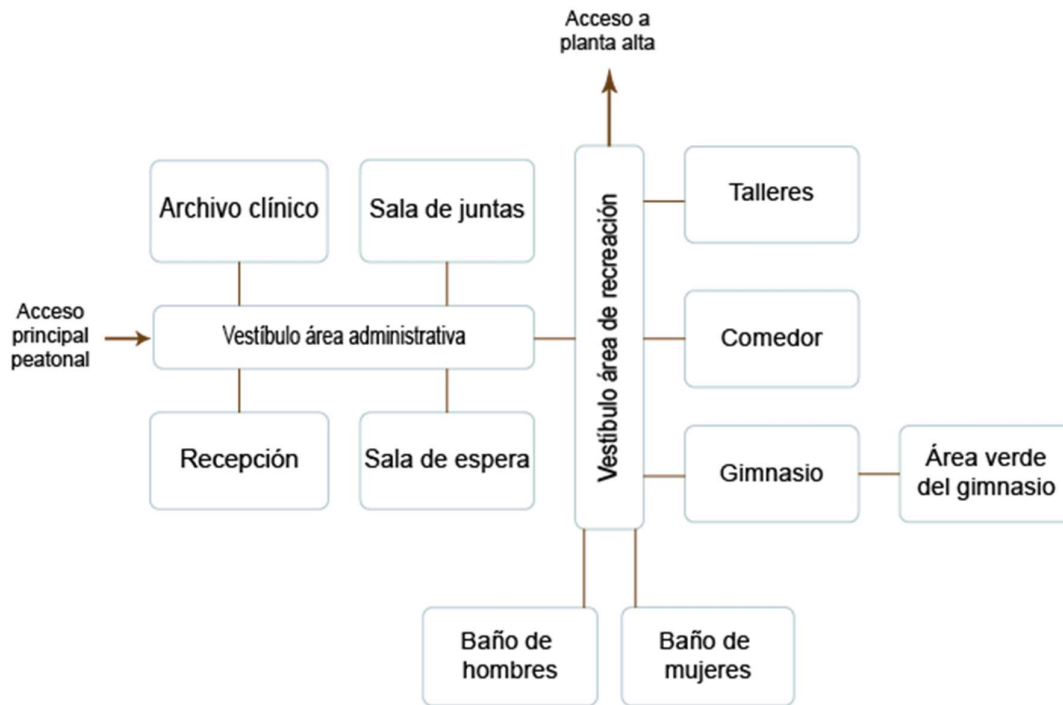 Acceso a
planta alta
Archivo clínico
Sala de juntas
Talleres
Acceso
principal
peatonal
Vestíbulo área administrativa
Vestíbulo área de recreación
Comedor
Recepción
Sala de espera
Gimnasio
Área verde
del gimnasio
Baño de
hombres
Baño de
mujeres